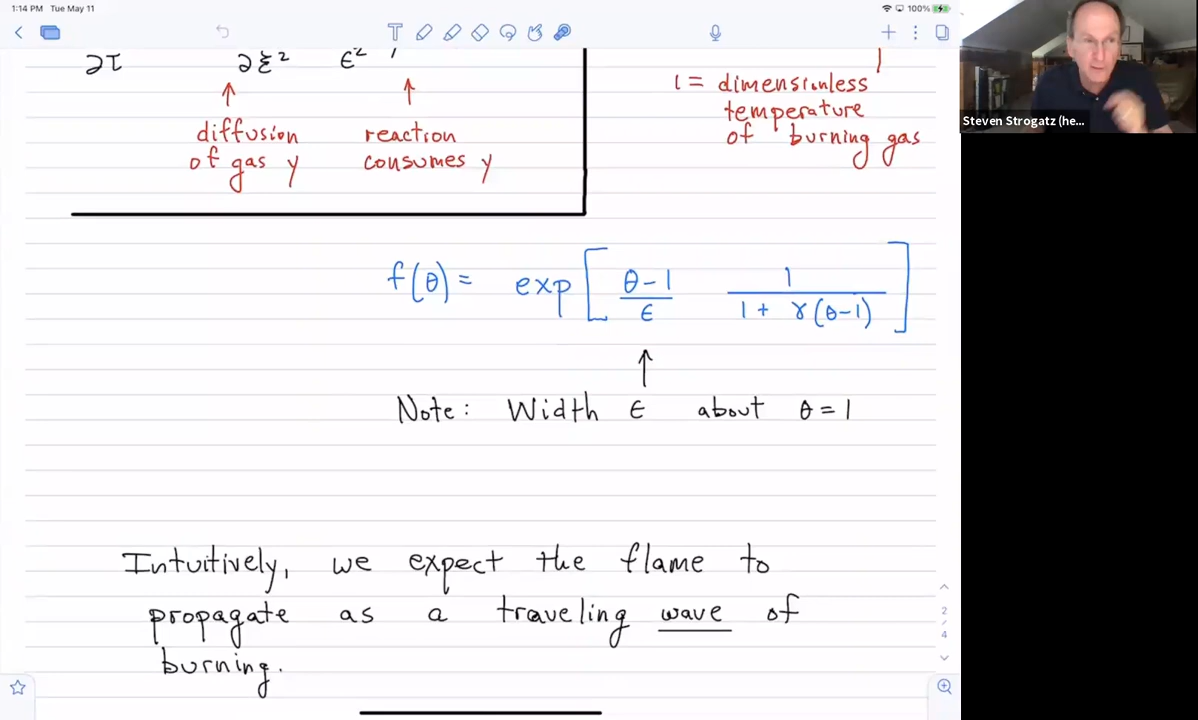 1:14 PM Tue May 11
100%
∂τ ∂ξ² ϵ²
1 = dimensionless
temperature
of burning gas
diffusion
of gas y
reaction
consumes y
f(θ) = exp[ (θ-1)/ϵ 1/(1 + γ(θ-1)) ]
Note: Width ϵ about θ = 1
Intuitively, we expect the flame to
propagate as a traveling wave of
burning.
2/4
Steven Strogatz (he...